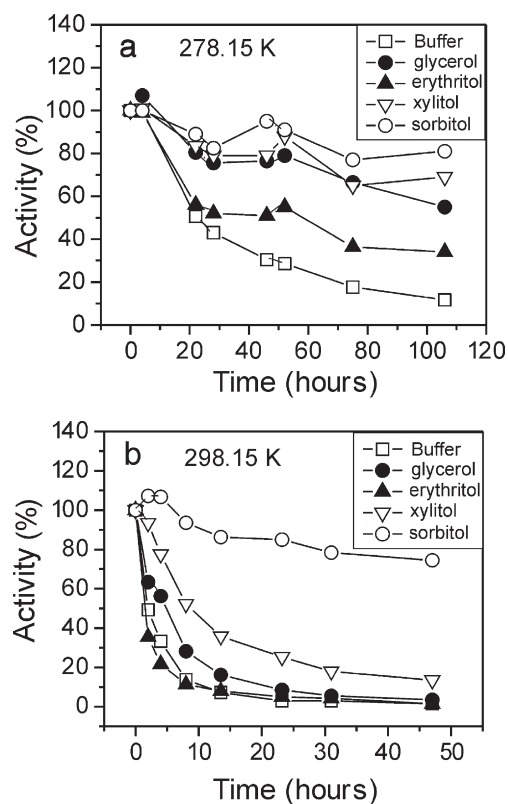 a 278.15 K
Buffer
glycerol
erythritol
xylitol
sorbitol
140
120
100
80
60
40
20
0
Activity (%)
0 20 40 60 80 100 120
Time (hours)
b 298.15 K
Buffer
glycerol
erythritol
xylitol
sorbitol
140
120
100
80
60
40
20
0
Activity (%)
0 10 20 30 40 50
Time (hours)